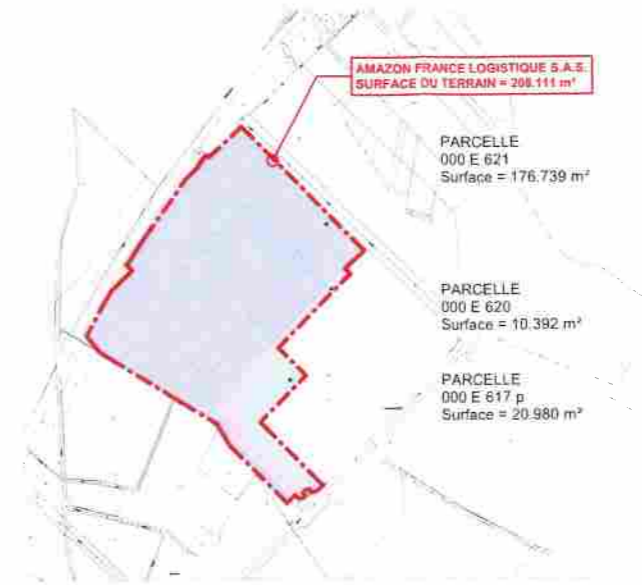 AMAZON FRANCE LOGISTIQUE S.A.S.
SURFACE DU TERRAIN = 208.111 m²
PARCELLE
000 E 621
Surface = 176.739 m²
PARCELLE
000 E 620
Surface = 10.392 m²
PARCELLE
000 E 617 p
Surface = 20.980 m²